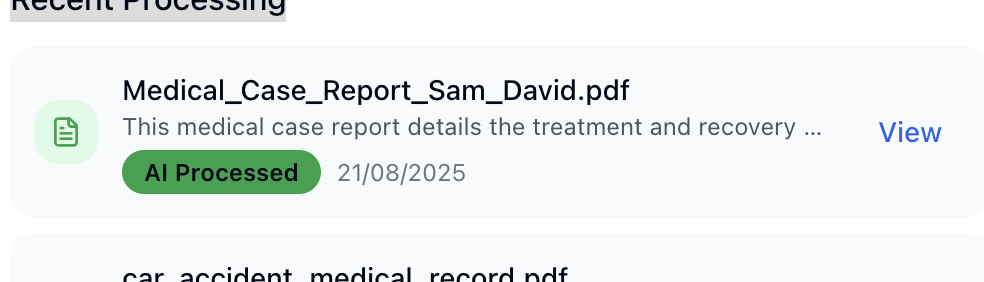 Recent Processing
Medical_Case_Report_Sam_David.pdf
This medical case report details the treatment and recovery ...
View
AI Processed 21/08/2025
car_accident_medical_record.pdf